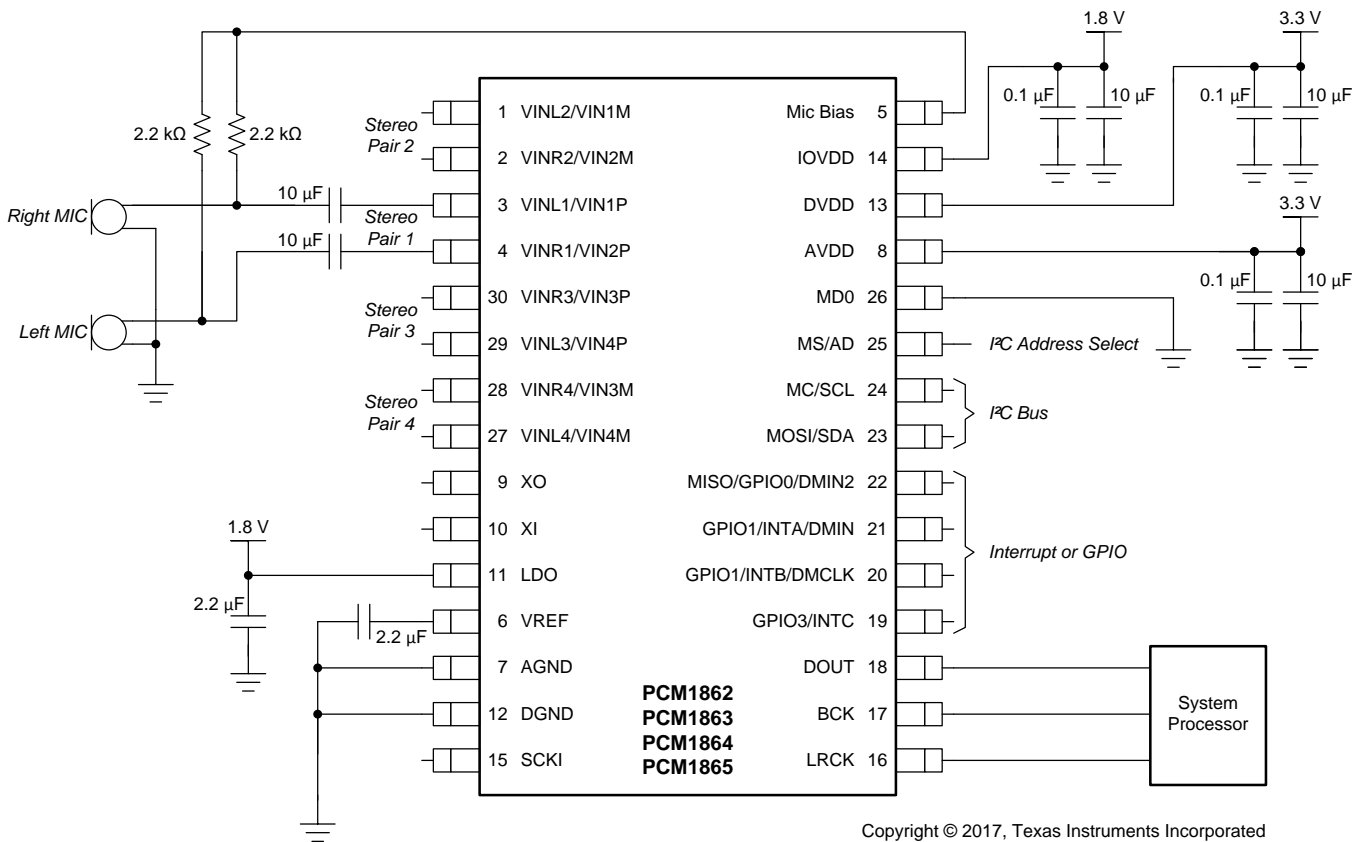 1.8 V
3.3 V
0.1 µF
10 µF
0.1 µF
10 µF
2.2 kΩ
2.2 kΩ
Stereo
Pair 2
1 VINL2/VIN1M
Mic Bias 5
2 VINR2/VIN2M
IOVDD 14
10 µF
Right MIC
Stereo
Pair 1
3 VINL1/VIN1P
DVDD 13
3.3 V
10 µF
4 VINR1/VIN2P
AVDD 8
0.1 µF
10 µF
Left MIC
Stereo
Pair 3
30 VINR3/VIN3P
MD0 26
29 VINL3/VIN4P
MS/AD 25
I²C Address Select
Stereo
Pair 4
28 VINR4/VIN3M
MC/SCL 24
I²C Bus
27 VINL4/VIN4M
MOSI/SDA 23
9 XO
MISO/GPIO0/DMIN2 22
1.8 V
10 XI
GPIO1/INTA/DMIN 21
Interrupt or GPIO
11 LDO
GPIO1/INTB/DMCLK 20
2.2 µF
2.2 µF
6 VREF
GPIO3/INTC 19
7 AGND
DOUT 18
12 DGND
BCK 17
15 SCKI
LRCK 16
PCM1862
PCM1863
PCM1864
PCM1865
System
Processor
Copyright © 2017, Texas Instruments Incorporated